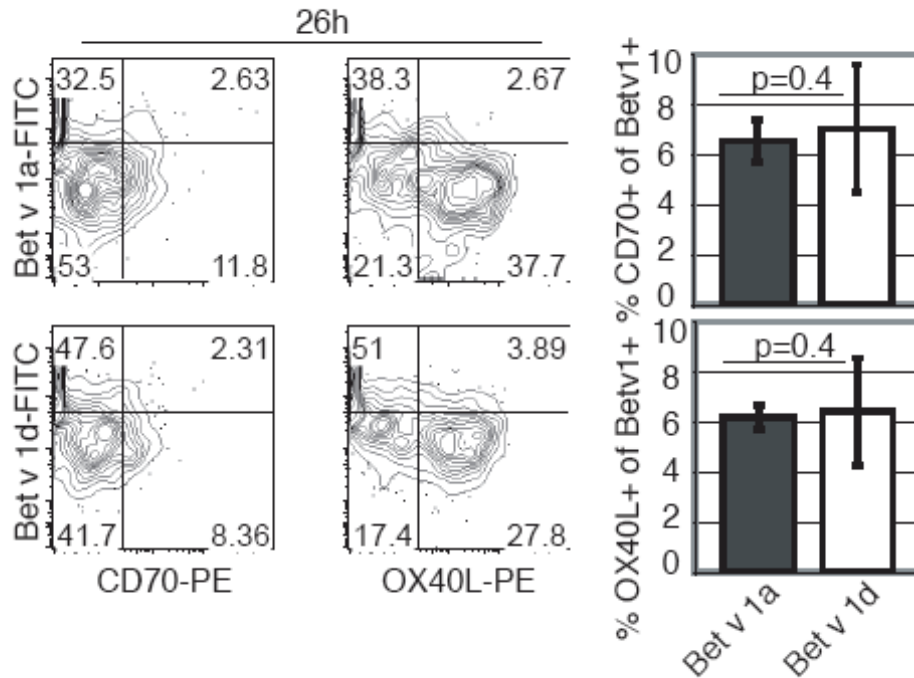 26h
Bet v 1a-FITC
32.5 2.63
53 11.8
38.3 2.67
21.3 37.7
% CD70+ of Betv1+
10
8
6
4
2
0
p=0.4
Bet v 1d-FITC
47.6 2.31
41.7 8.36
51 3.89
17.4 27.8
CD70-PE
OX40L-PE
% OX40L+ of Betv1+
10
8
6
4
2
0
p=0.4
Bet v 1a
Bet v 1d